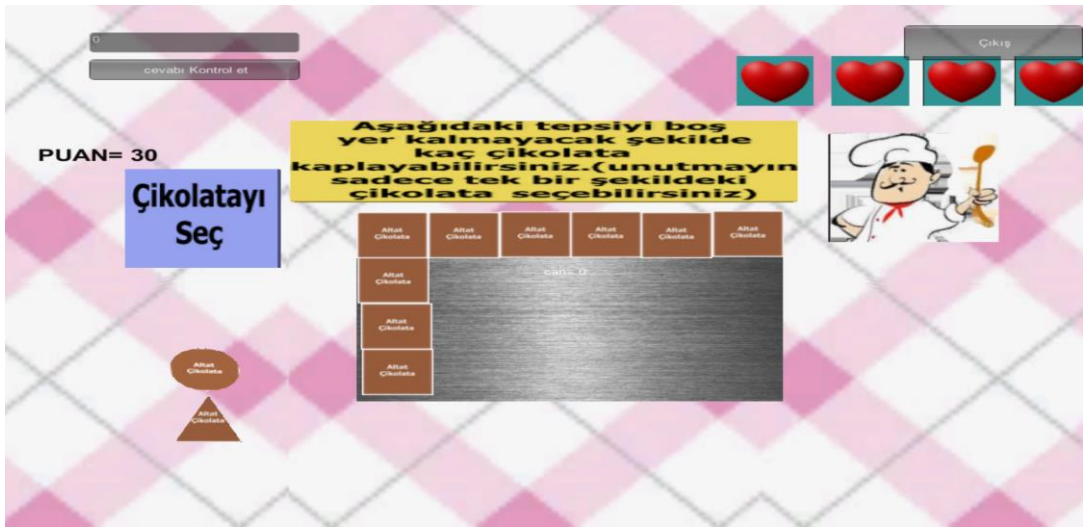 0
Çıkış
cevabı Kontrol et
Aşağıdaki tepsiyi boş
yer kalmayacak şekilde
kaç çikolata
kaplayabilirsiniz.(unutmayın
sadece tek bir şekildeki
çikolata seçebilirsiniz)
PUAN= 30
Çikolatayı
Seç
Altat
Çikolata
Altat
Çikolata
Altat
Çikolata
Altat
Çikolata
Altat
Çikolata
Altat
Çikolata
can= 0
Altat
Çikolata
Altat
Çikolata
Altat
Çikolata
Altat
Çikolata
Altat
Çikolata